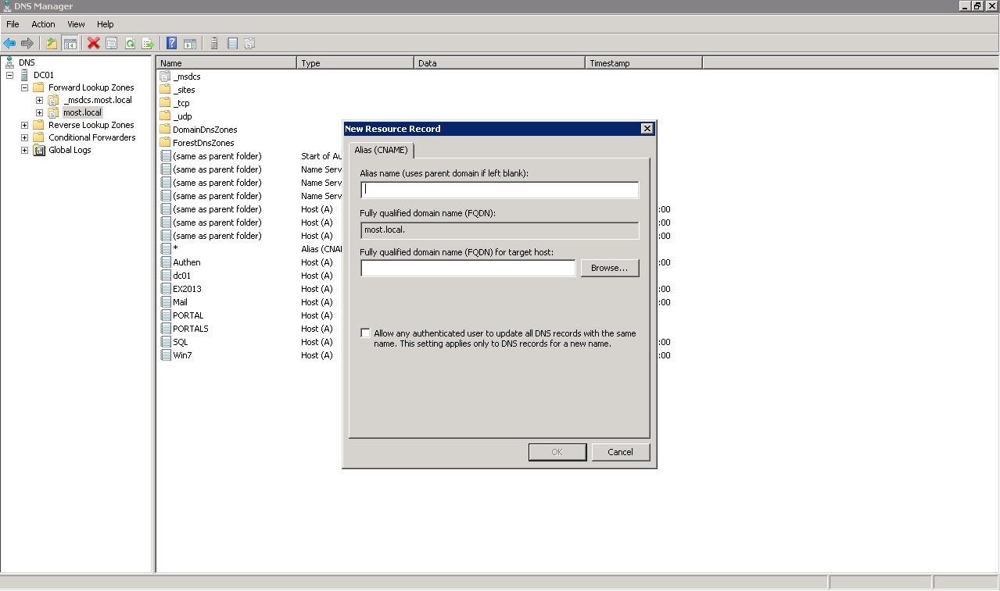 DNS Manager
File Action View Help
DNS
DC01
Forward Lookup Zones
_msdcs.most.local
most.local
Reverse Lookup Zones
Conditional Forwarders
Global Logs
Name Type Data Timestamp
_msdcs
_sites
_tcp
_udp
DomainDnsZones
ForestDnsZones
(same as parent folder) Start of Au
(same as parent folder) Name Serv
(same as parent folder) Name Serv
(same as parent folder) Name Serv
(same as parent folder) Host (A) :00
(same as parent folder) Host (A) :00
(same as parent folder) Host (A) :00
* Alias (CNA
Authen Host (A) :00
dc01 Host (A)
EX2013 Host (A) :00
Mail Host (A) :00
PORTAL Host (A)
PORTALS Host (A)
SQL Host (A) :00
Win7 Host (A) :00
New Resource Record
Alias (CNAME)
Alias name (uses parent domain if left blank):
Fully qualified domain name (FQDN):
most.local.
Fully qualified domain name (FQDN) for target host:
Browse...
Allow any authenticated user to update all DNS records with the same
name. This setting applies only to DNS records for a new name.
OK Cancel